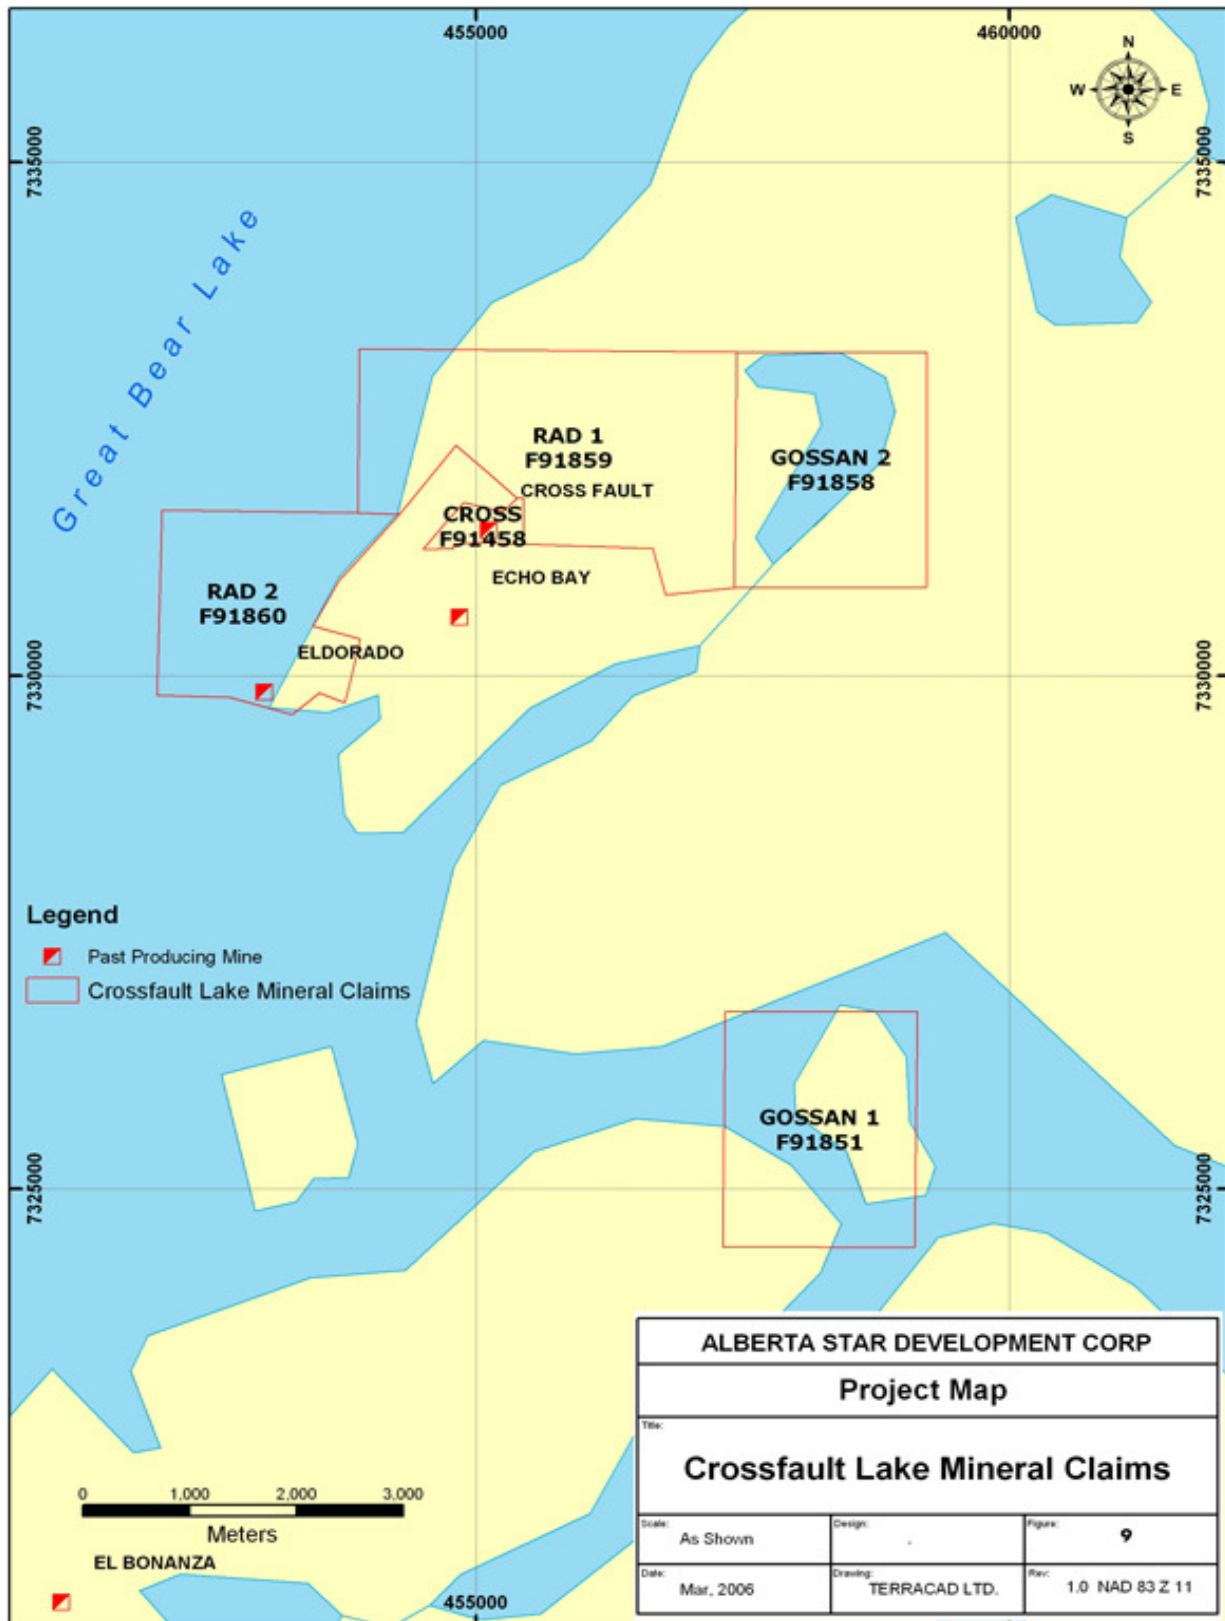 455000
460000
N
W
E
S
7335000
7335000
Great Bear Lake
RAD 1
F91859
GOSSAN 2
F91858
CROSS FAULT
CROSS
F91458
ECHO BAY
RAD 2
F91860
ELDORADO
7330000
7330000
Legend
Past Producing Mine
Crossfault Lake Mineral Claims
GOSSAN 1
F91851
7325000
7325000
0 1,000 2,000 3,000
Meters
EL BONANZA
455000
ALBERTA STAR DEVELOPMENT CORP
Project Map
Title:
Crossfault Lake Mineral Claims
Scale: As Shown
Design: .
Figure: 9
Date: Mar, 2006
Drawing: TERRACAD LTD.
Rev: 1.0 NAD 83 Z 11